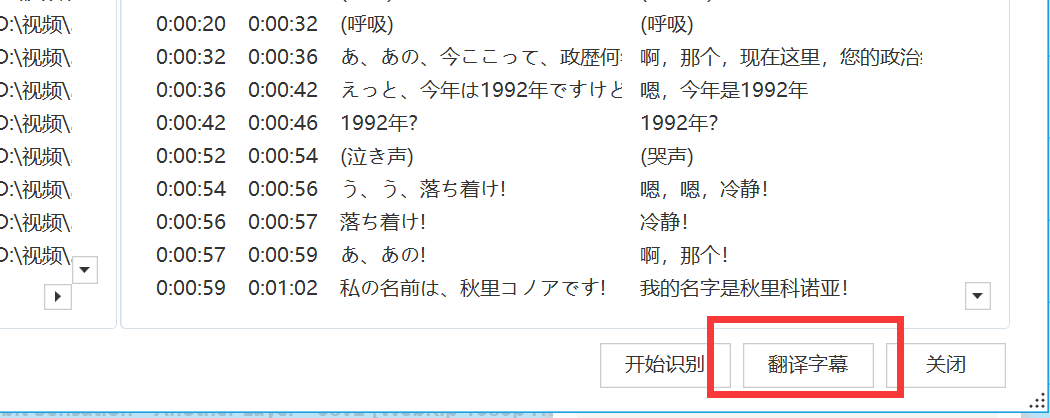 D:\视频\ 0:00:20 0:00:32 (呼吸) (呼吸)
D:\视频\ 0:00:32 0:00:36 あ、あの、今ここって、政歴何 啊，那个，现在这里，您的政治
D:\视频\ 0:00:36 0:00:42 えっと、今年は1992年ですけど 嗯，今年是1992年
D:\视频\ 0:00:42 0:00:46 1992年? 1992年?
D:\视频\ 0:00:52 0:00:54 (泣き声) (哭声)
D:\视频\ 0:00:54 0:00:56 う、う、落ち着け! 嗯，嗯，冷静!
D:\视频\ 0:00:56 0:00:57 落ち着け! 冷静!
D:\视频\ 0:00:57 0:00:59 あ、あの! 啊，那个!
0:00:59 0:01:02 私の名前は、秋里コノアです! 我的名字是秋里科诺亚!
开始识别 翻译字幕 关闭